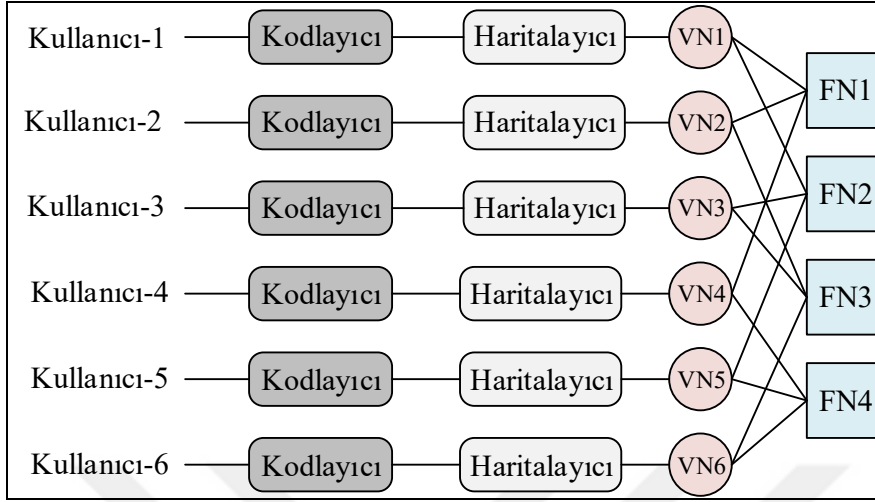 Kullanıcı-1 Kodlayıcı Haritalayıcı VN1
FN1
Kullanıcı-2 Kodlayıcı Haritalayıcı VN2
FN2
Kullanıcı-3 Kodlayıcı Haritalayıcı VN3
Kullanıcı-4 Kodlayıcı Haritalayıcı VN4
FN3
Kullanıcı-5 Kodlayıcı Haritalayıcı VN5
FN4
Kullanıcı-6 Kodlayıcı Haritalayıcı VN6